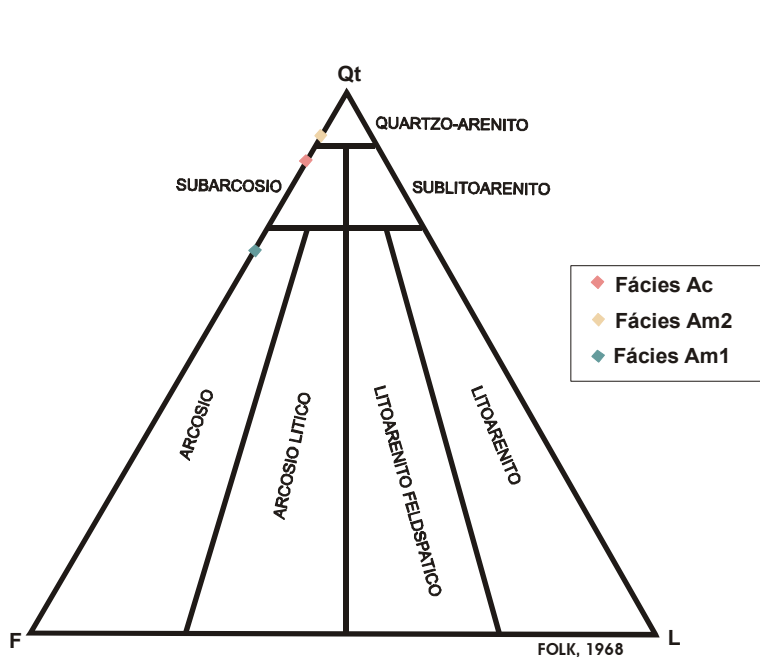 Qt
QUARTZO-ARENITO
SUBARCOSIO
SUBLITOARENITO
Fácies Ac
Fácies Am2
Fácies Am1
ARCOSIO
ARCOSIO LITICO
LITOARENITO FELDSPATICO
LITOARENITO
F
L
FOLK, 1968